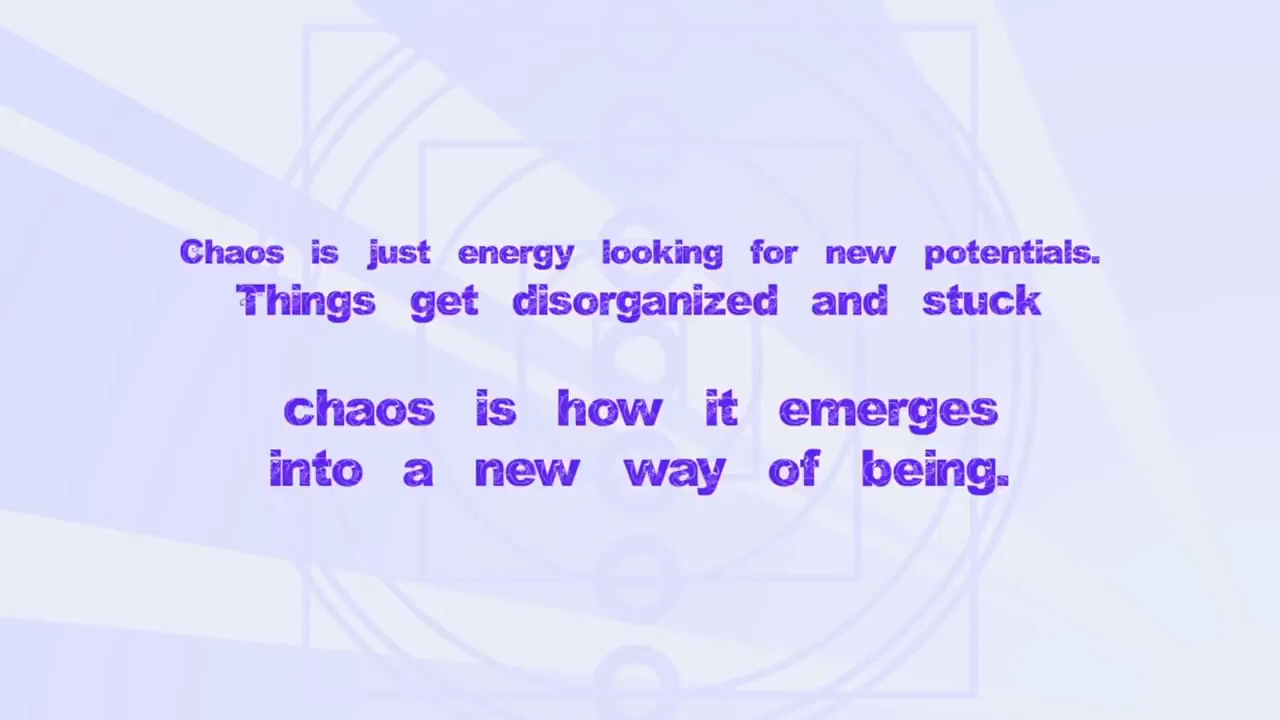 Chaos is just energy looking for new potentials.
Things get disorganized and stuck
chaos is how it emerges
into a new way of being.